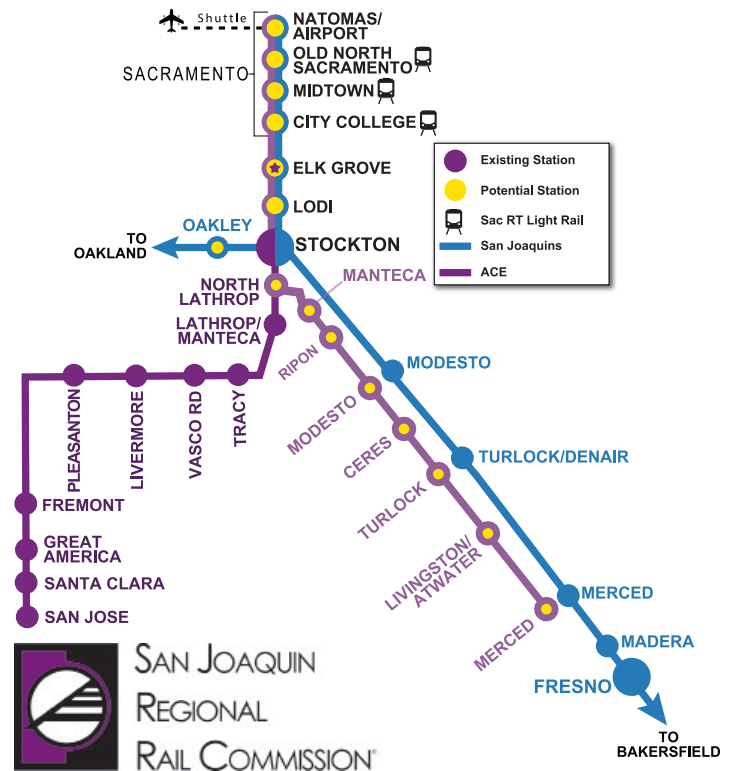 Shuttle
NATOMAS/
AIRPORT
OLD NORTH
SACRAMENTO
SACRAMENTO
MIDTOWN
CITY COLLEGE
ELK GROVE
LODI
Existing Station
Potential Station
Sac RT Light Rail
San Joaquins
ACE
OAKLEY
TO
OAKLAND
STOCKTON
NORTH
LATHROP
MANTECA
LATHROP/
MANTECA
RIPON
MODESTO
MODESTO
CERES
TURLOCK/DENAIR
TURLOCK
LIVINGSTON/
ATWATER
MERCED
MERCED
MADERA
FRESNO
TO
BAKERSFIELD
PLEASANTON
LIVERMORE
VASCO RD
TRACY
FREMONT
GREAT
AMERICA
SANTA CLARA
SAN JOSE
SAN JOAQUIN
REGIONAL
RAIL COMMISSION